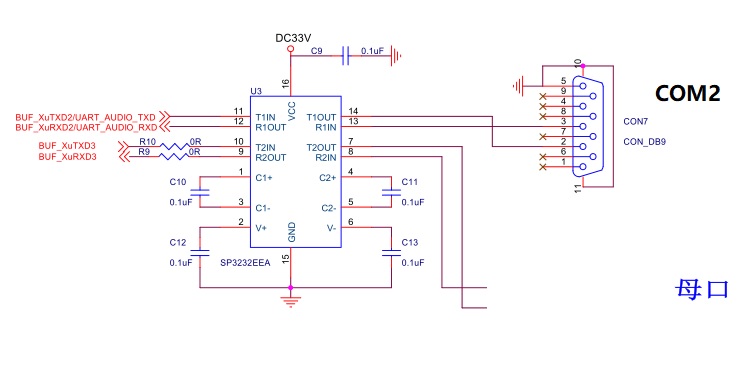 DC33V
C9 0.1uF
U3
16
VCC
BUF_XuTXD2/UART_AUDIO_TXD 11 T1IN T1OUT 14
BUF_XuRXD2/UART_AUDIO_RXD 12 R1OUT R1IN 13
BUF_XuTXD3 R10 0R 10 T2IN T2OUT 7
BUF_XuRXD3 R9 0R 9 R2OUT R2IN 8
C10 0.1uF 1 C1+ C2+ 4 C11 0.1uF
3 C1- C2- 5
2 V+ V- 6
C12 0.1uF GND C13 0.1uF
SP3232EEA 15
10
5
9
4
8
3
7
2
6
1
11
COM2
CON7
CON_DB9
母口